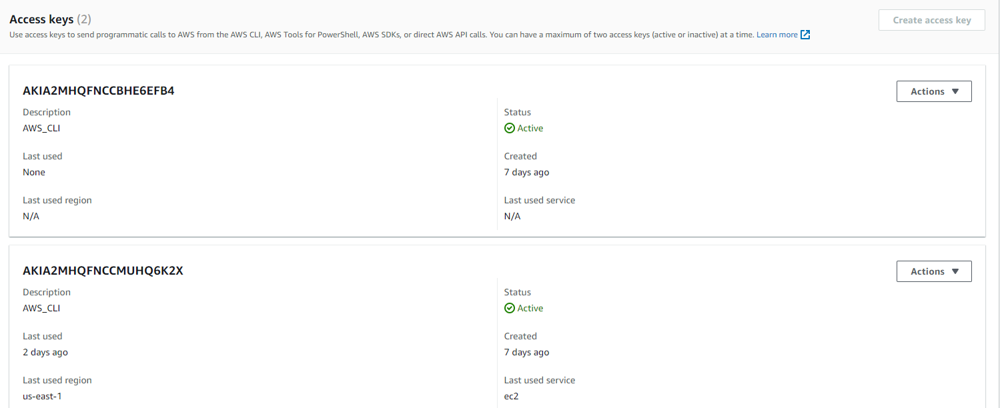 Access keys (2)
Create access key
Use access keys to send programmatic calls to AWS from the AWS CLI, AWS Tools for PowerShell, AWS SDKs, or direct AWS API calls. You can have a maximum of two access keys (active or inactive) at a time. Learn more
AKIA2MHQFNCCBHE6EFB4
Actions
Description
AWS_CLI
Status
Active
Last used
None
Created
7 days ago
Last used region
N/A
Last used service
N/A
AKIA2MHQFNCCMUHQ6K2X
Actions
Description
AWS_CLI
Status
Active
Last used
2 days ago
Created
7 days ago
Last used region
us-east-1
Last used service
ec2